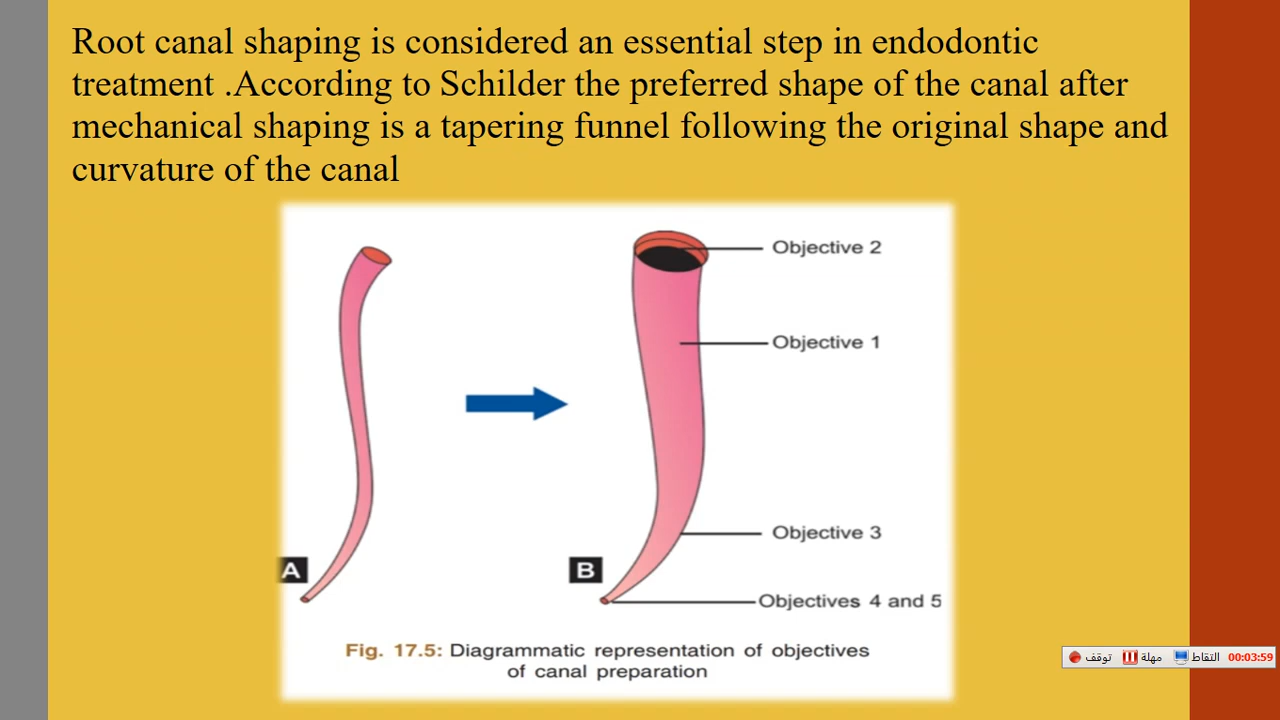 Root canal shaping is considered an essential step in endodontic
treatment .According to Schilder the preferred shape of the canal after
mechanical shaping is a tapering funnel following the original shape and
curvature of the canal
Objective 2
Objective 1
Objective 3
A
B
Objectives 4 and 5
Fig. 17.5: Diagrammatic representation of objectives
of canal preparation
توقف مهلة التقاط 00:03:59